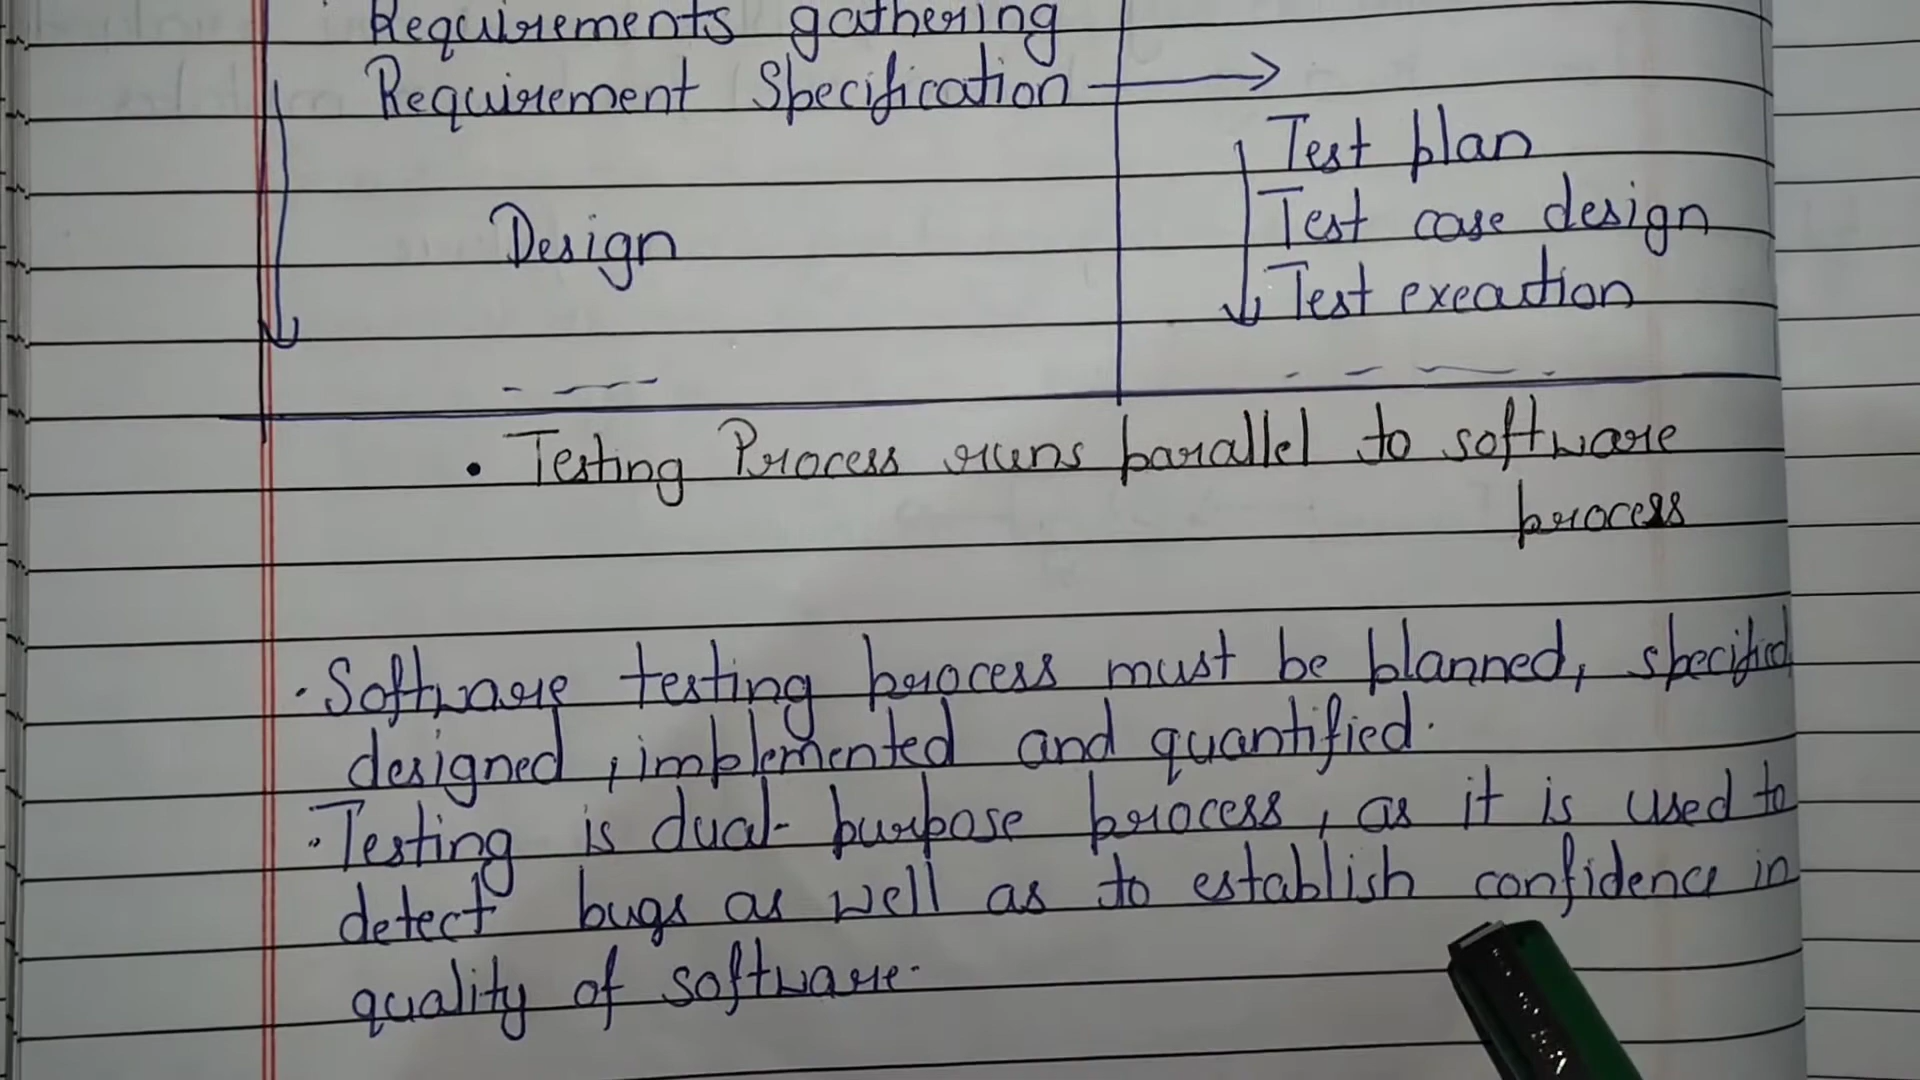 Requirements gathering
Requirement Specification
Test plan
Test case design
Design
Test execution
• Testing Process runs parallel to software
process
· Software testing process must be planned, specified
designed, implemented and quantified.
· Testing is dual-purpose process, as it is used to
detect bugs as well as to establish confidence in
quality of software.